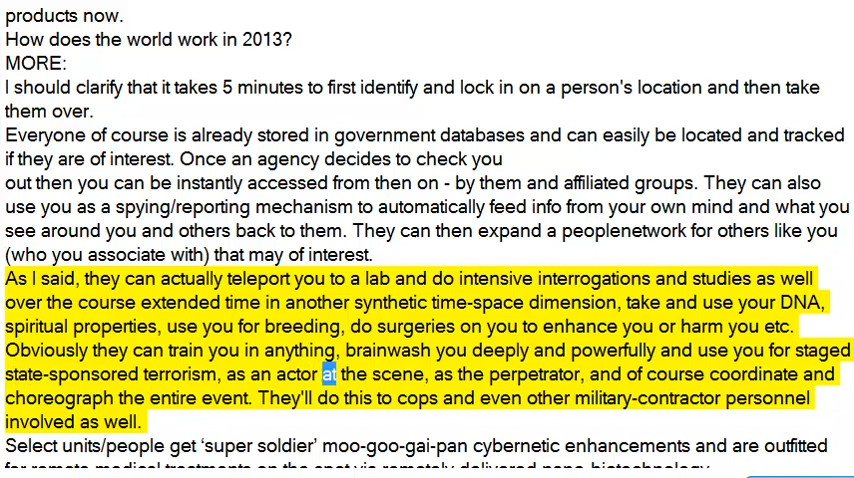 products now.
How does the world work in 2013?
MORE:
I should clarify that it takes 5 minutes to first identify and lock in on a person's location and then take
them over.
Everyone of course is already stored in government databases and can easily be located and tracked
if they are of interest. Once an agency decides to check you
out then you can be instantly accessed from then on - by them and affiliated groups. They can also
use you as a spying/reporting mechanism to automatically feed info from your own mind and what you
see around you and others back to them. They can then expand a peoplenetwork for others like you
(who you associate with) that may of interest.
As I said, they can actually teleport you to a lab and do intensive interrogations and studies as well
over the course extended time in another synthetic time-space dimension, take and use your DNA,
spiritual properties, use you for breeding, do surgeries on you to enhance you or harm you etc.
Obviously they can train you in anything, brainwash you deeply and powerfully and use you for staged
state-sponsored terrorism, as an actor at the scene, as the perpetrator, and of course coordinate and
choreograph the entire event. They'll do this to cops and even other military-contractor personnel
involved as well.
Select units/people get ‘super soldier’ moo-goo-gai-pan cybernetic enhancements and are outfitted
for remote medical treatments on the spot via remotely delivered nano-biotechnology